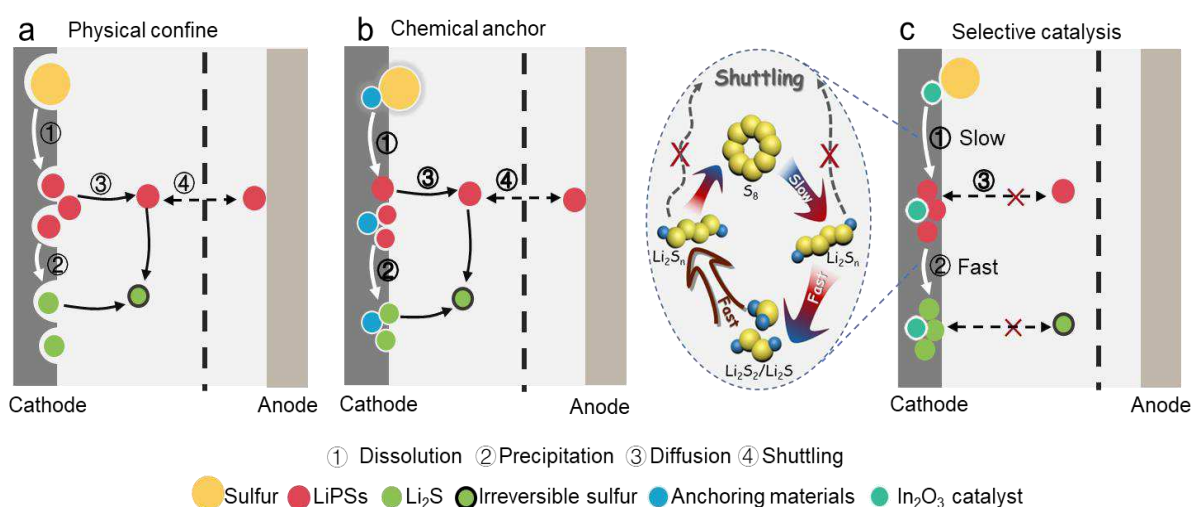 a Physical confine
b Chemical anchor
c Selective catalysis
①
②
③
④
Cathode
Anode
①
②
③
④
Cathode
Anode
Shuttling
S₈
Slow
Li₂Sₙ
Li₂Sₙ
Fast
Fast
Li₂S₂/Li₂S
① Slow
③
② Fast
Cathode
Anode
① Dissolution ② Precipitation ③ Diffusion ④ Shuttling
Sulfur LiPSs Li₂S Irreversible sulfur Anchoring materials In₂O₃ catalyst